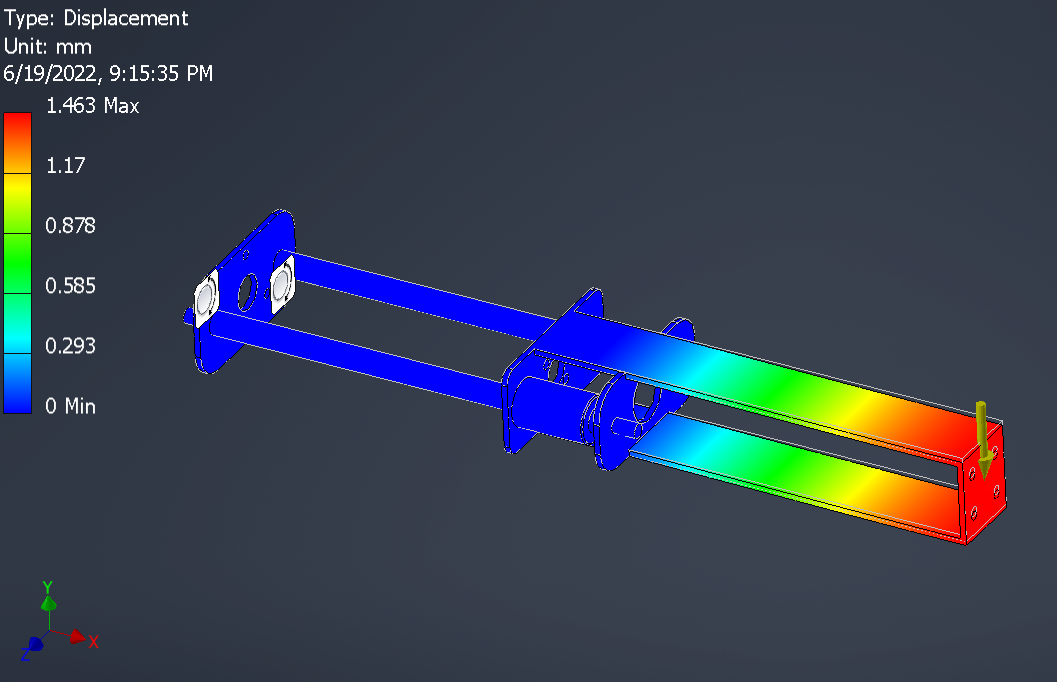 Type: Displacement
Unit: mm
6/19/2022, 9:15:35 PM
1.463 Max
1.17
0.878
0.585
0.293
0 Min
Y
X
Z